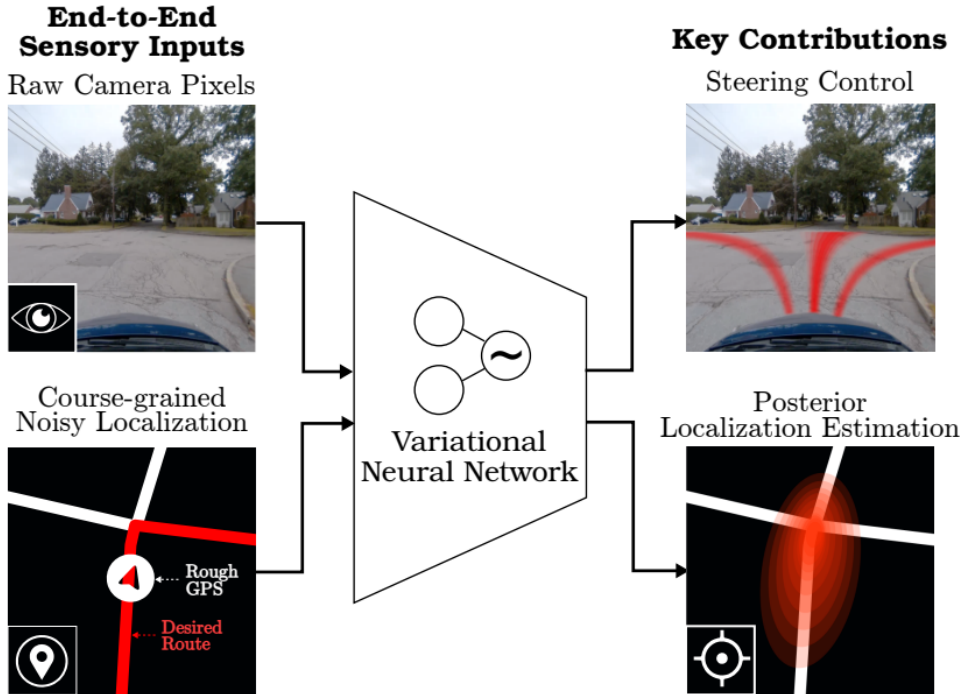 End-to-End
Sensory Inputs
Raw Camera Pixels
Course-grained
Noisy Localization
Rough
GPS
Desired
Route
Variational
Neural Network
Key Contributions
Steering Control
Posterior
Localization Estimation